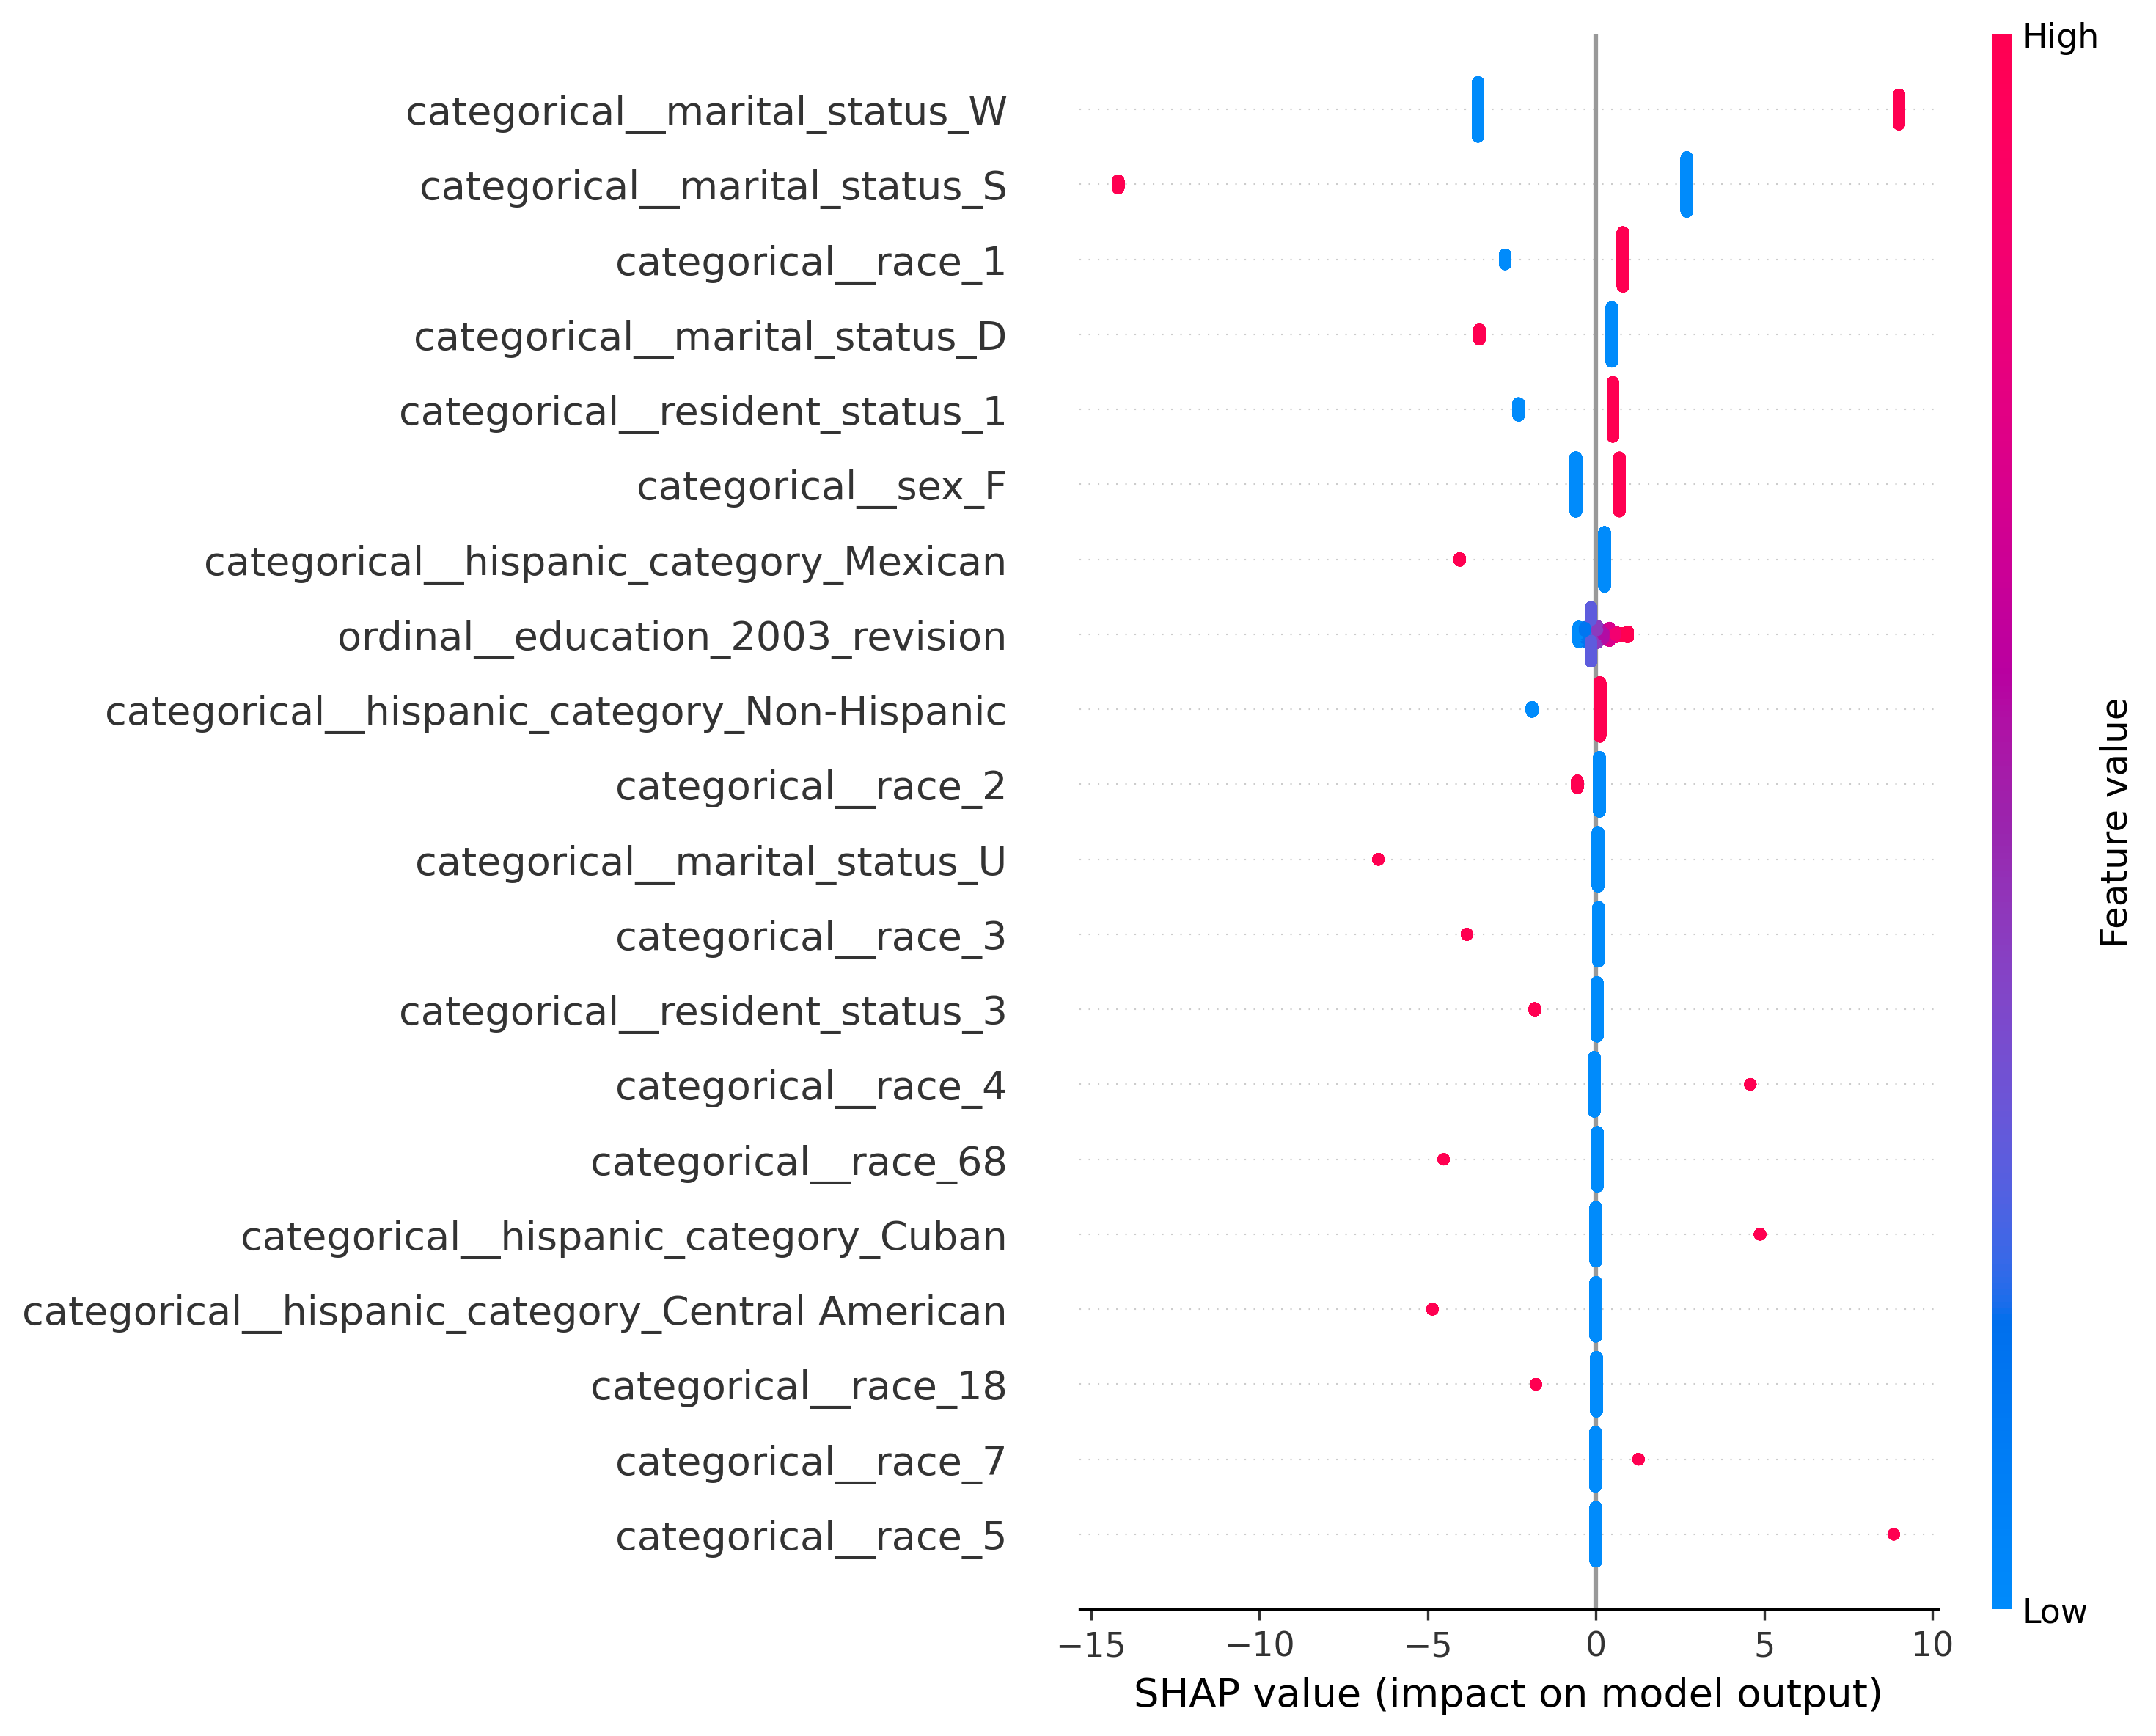 High
categorical__marital_status_W
categorical__marital_status_S
categorical__race_1
categorical__marital_status_D
categorical__resident_status_1
categorical__sex_F
categorical__hispanic_category_Mexican
ordinal__education_2003_revision
categorical__hispanic_category_Non-Hispanic
categorical__race_2
categorical__marital_status_U
categorical__race_3
categorical__resident_status_3
categorical__race_4
categorical__race_68
categorical__hispanic_category_Cuban
categorical__hispanic_category_Central American
categorical__race_18
categorical__race_7
categorical__race_5
Feature value
Low
−15 −10 −5 0 5 10
SHAP value (impact on model output)